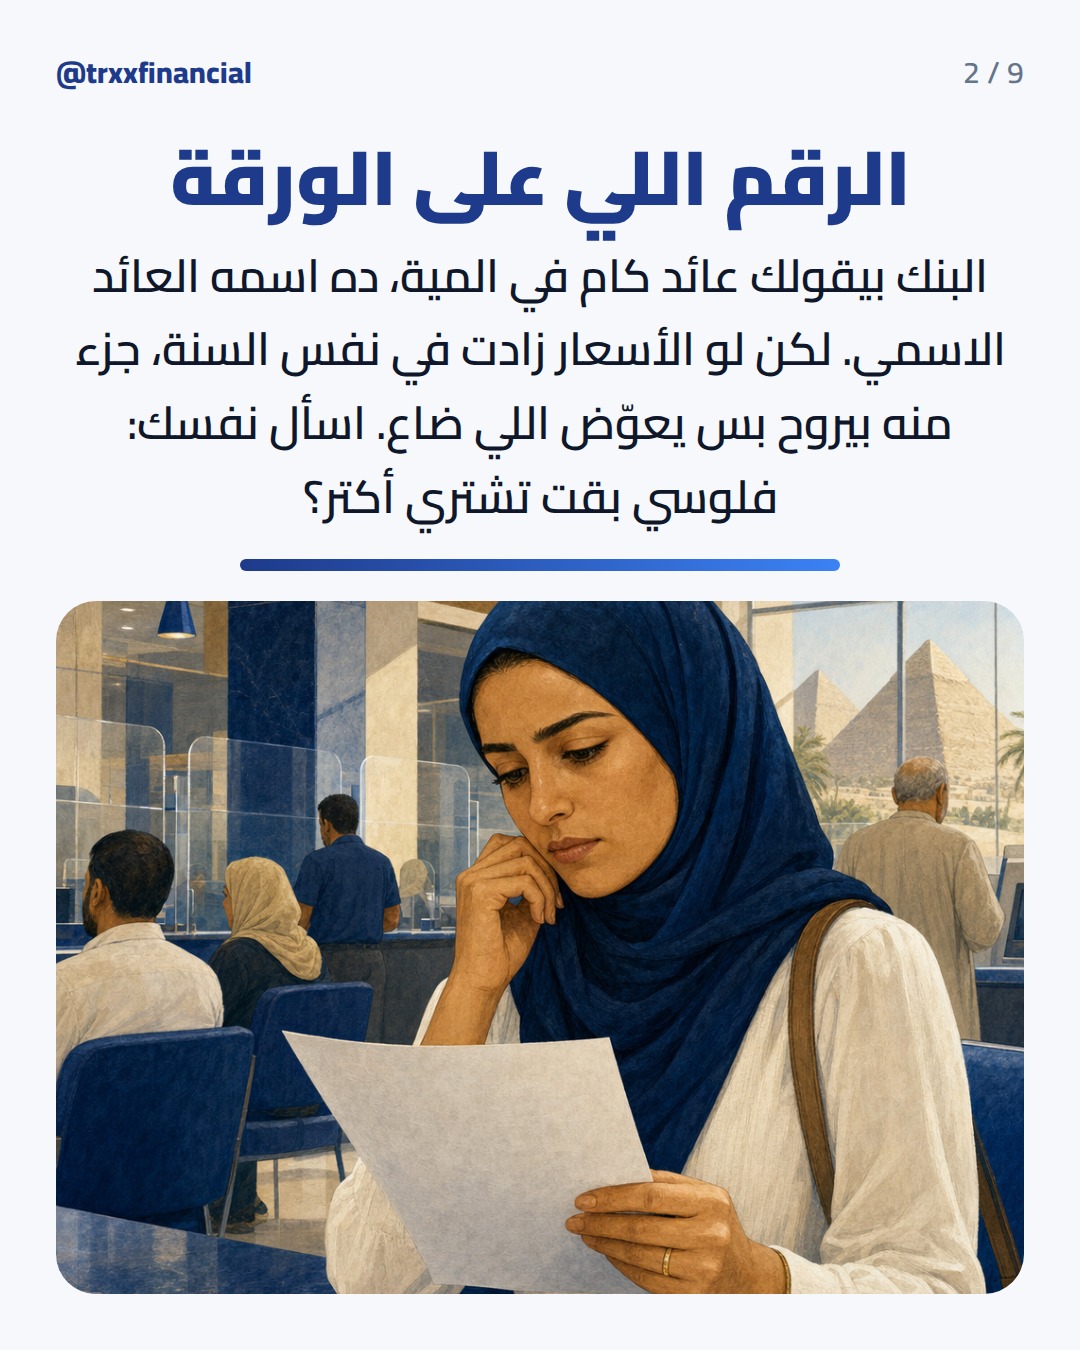 @trxxfinancial
2 / 9
الرقم اللي على الورقة
البنك بيقولك عائد كام في المية، ده اسمه العائد
الاسمي. لكن لو الأسعار زادت في نفس السنة، جزء
منه بيروح بس يعوّض اللي ضاع. اسأل نفسك:
فلوسي بقت تشتري أكتر؟